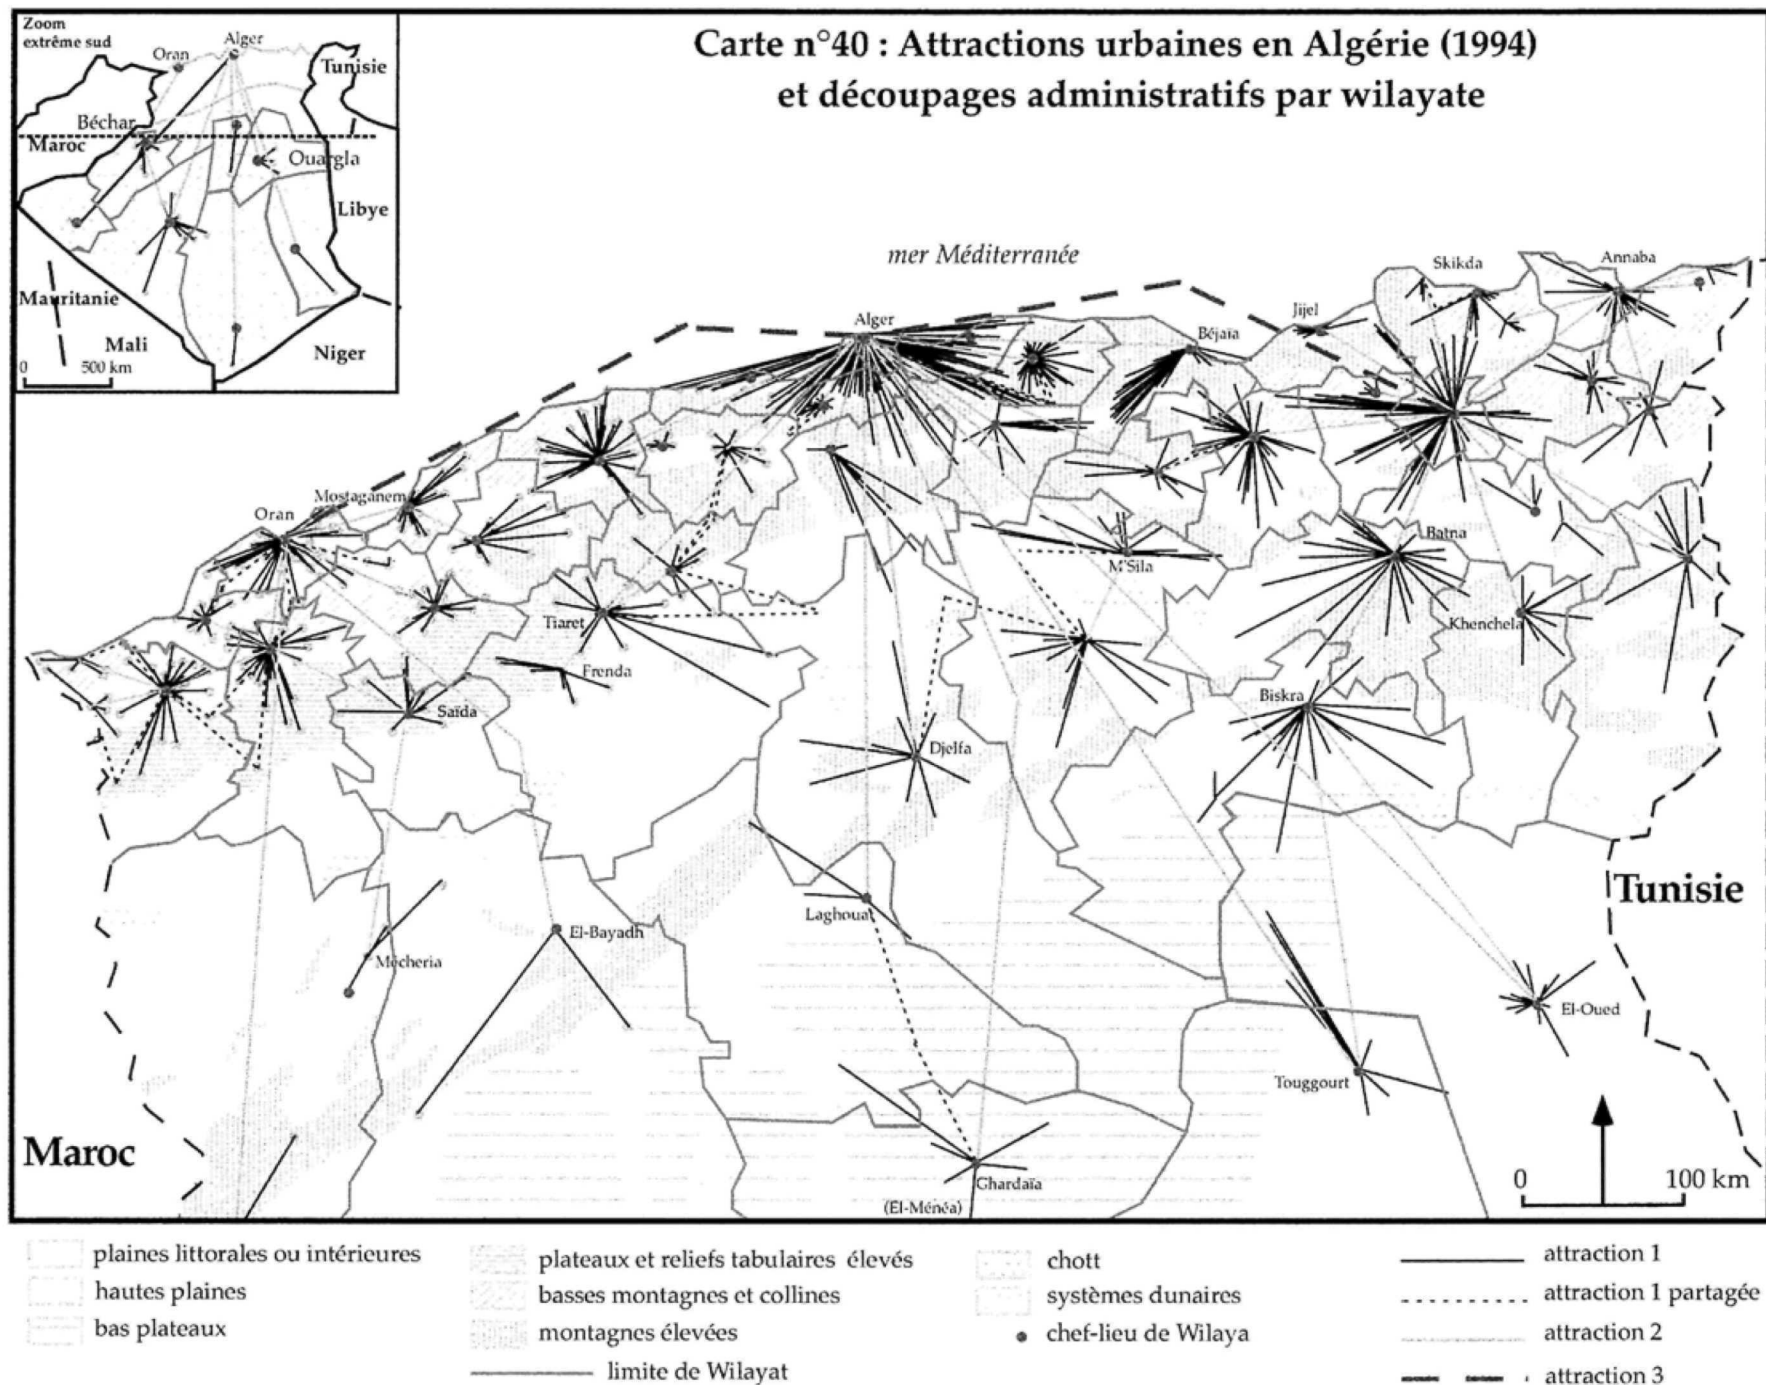 Zoom
extrême sud
Oran
Alger
Tunisie
Béchar
Maroc
Ouargla
Libye
Mauritanie
Mali
Niger
0 500 km
Carte n°40 : Attractions urbaines en Algérie (1994)
et découpages administratifs par wilayate
mer Méditerranée
Skikda
Annaba
Alger
Jijel
Béjaïa
Mostaganem
Oran
M'Sila
Batna
Tiaret
Khenchela
Frenda
Saïda
Biskra
Djelfa
Tunisie
Laghouat
El-Bayadh
Mécheria
El-Oued
Touggourt
Maroc
Ghardaïa
(El-Ménéa)
0 100 km
plaines littorales ou intérieures
hautes plaines
bas plateaux
plateaux et reliefs tabulaires élevés
basses montagnes et collines
montagnes élevées
limite de Wilayat
chott
systèmes dunaires
chef-lieu de Wilaya
attraction 1
attraction 1 partagée
attraction 2
attraction 3